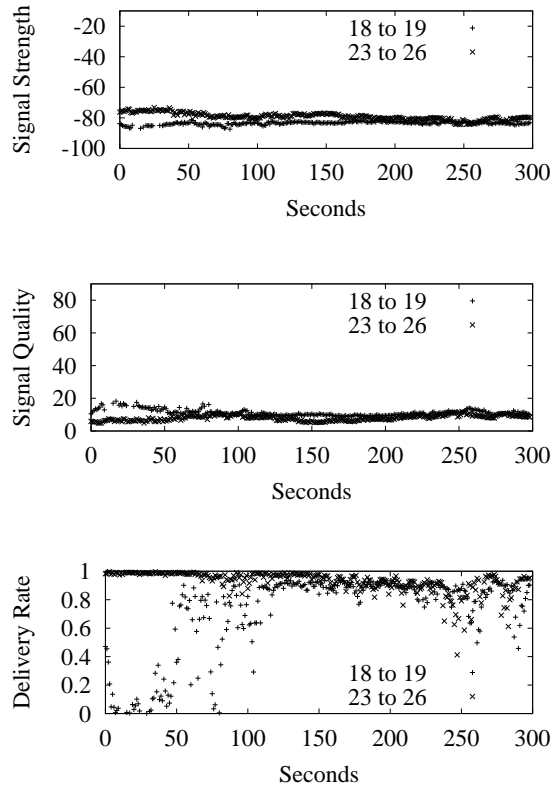 Signal Strength
-20
-40
-60
-80
-100
18 to 19
23 to 26
0 50 100 150 200 250 300
Seconds
Signal Quality
80
60
40
20
0
18 to 19
23 to 26
0 50 100 150 200 250 300
Seconds
Delivery Rate
1
0.8
0.6
0.4
0.2
0
18 to 19
23 to 26
0 50 100 150 200 250 300
Seconds